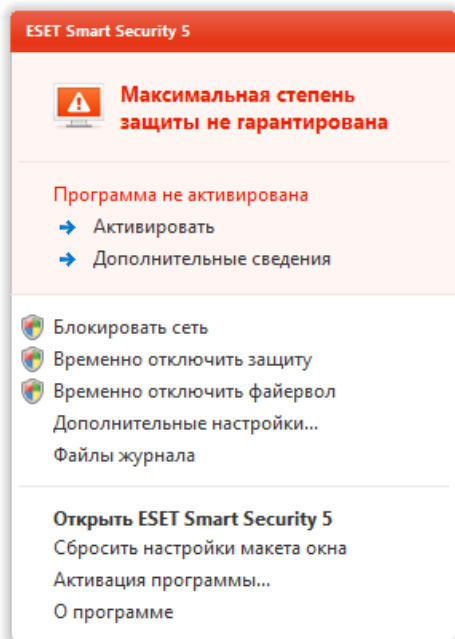 ESET Smart Security 5
Максимальная степень
защиты не гарантирована
Программа не активирована
Активировать
Дополнительные сведения
Блокировать сеть
Временно отключить защиту
Временно отключить файервол
Дополнительные настройки...
Файлы журнала
Открыть ESET Smart Security 5
Сбросить настройки макета окна
Активация программы...
О программе